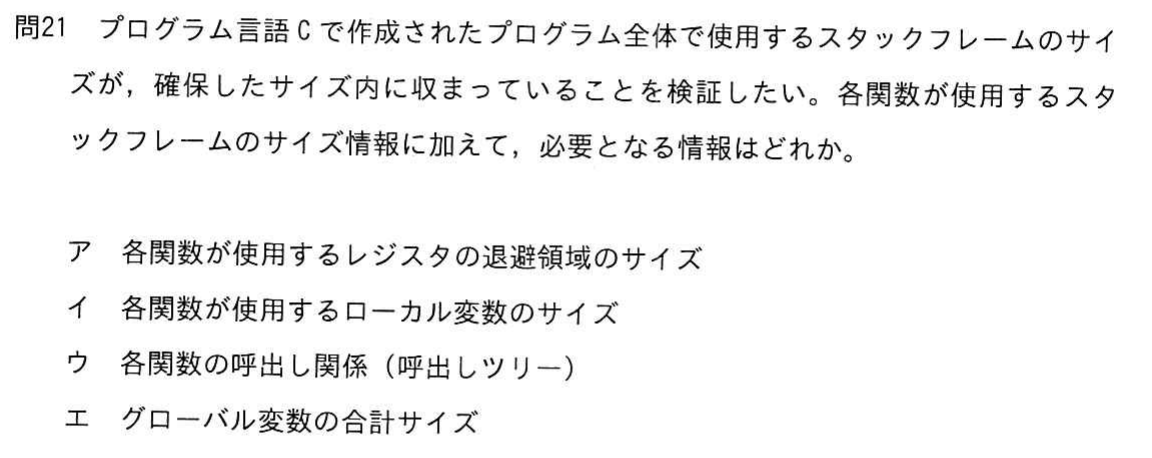 問21 プログラム言語Cで作成されたプログラム全体で使用するスタックフレームのサイ
ズが，確保したサイズ内に収まっていることを検証したい。各関数が使用するスタ
ックフレームのサイズ情報に加えて，必要となる情報はどれか。
ア 各関数が使用するレジスタの退避領域のサイズ
イ 各関数が使用するローカル変数のサイズ
ウ 各関数の呼出し関係（呼出しツリー）
エ グローバル変数の合計サイズ